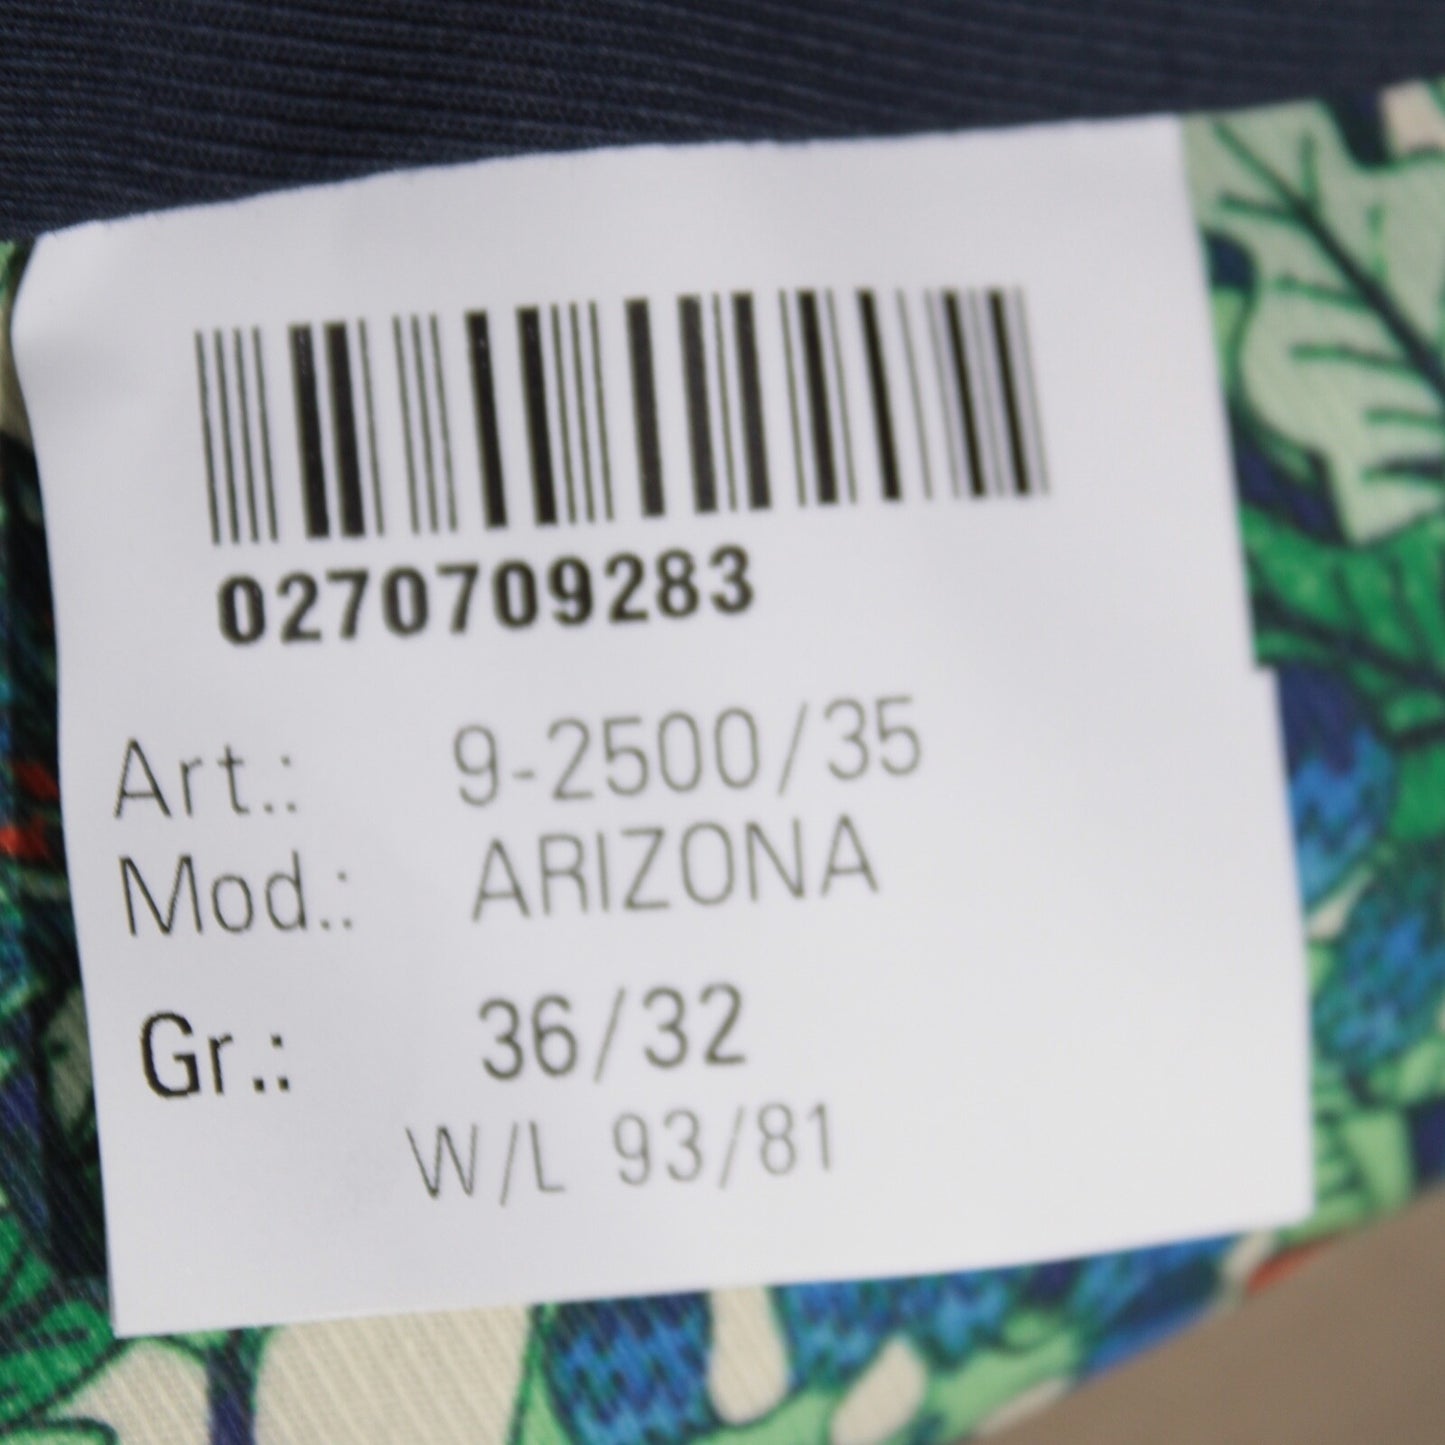 0270709283
Art.: 9-2500/35
Mod.: ARIZONA
Gr.: 36/32
W/L 93/81